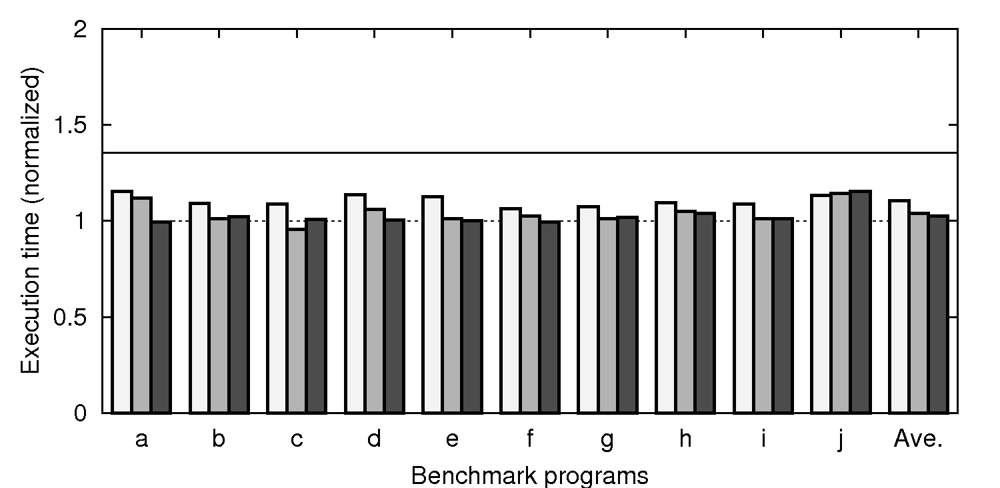 2
1.5
1
0.5
0
Execution time (normalized)
a b c d e f g h i j Ave.
Benchmark programs